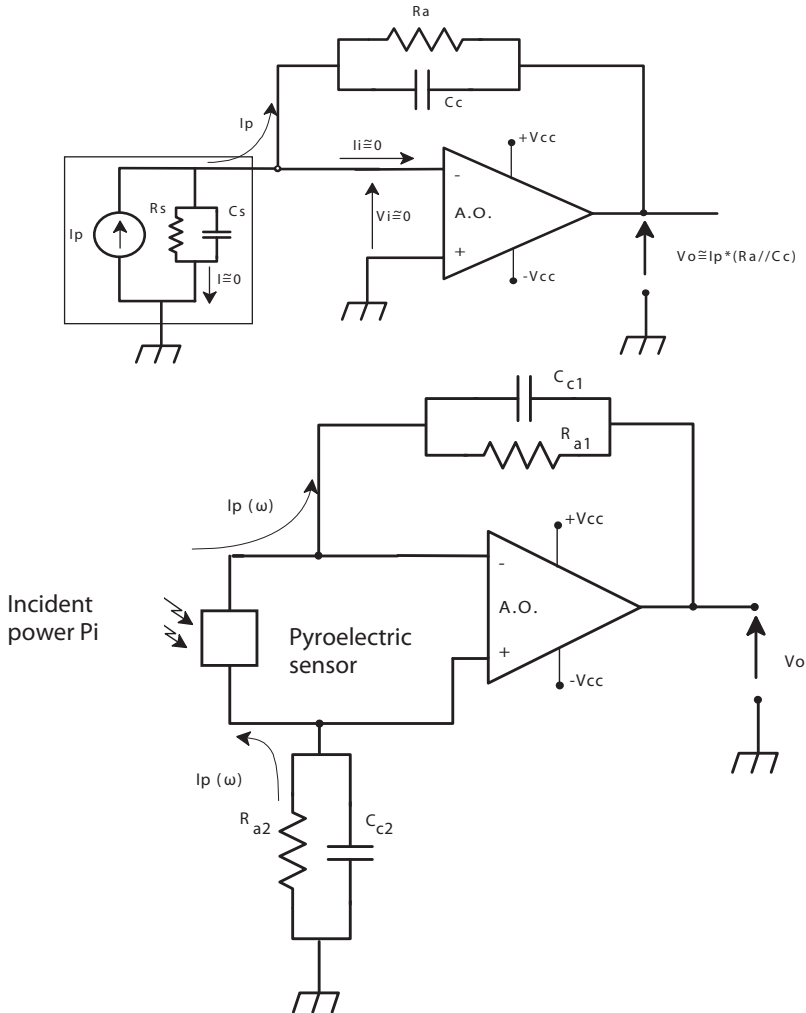 Ra
Cc
Ip
Ii≅0
+Vcc
-
Rs
Cs
Ip
Vi≅0
A.O.
I≅0
+
-Vcc
Vo≅Ip*(Ra//Cc)
Cc1
Ra1
Ip (ω)
+Vcc
-
Incident
power Pi
A.O.
Pyroelectric
sensor
+
-Vcc
Vo
Ip (ω)
Ra2
Cc2